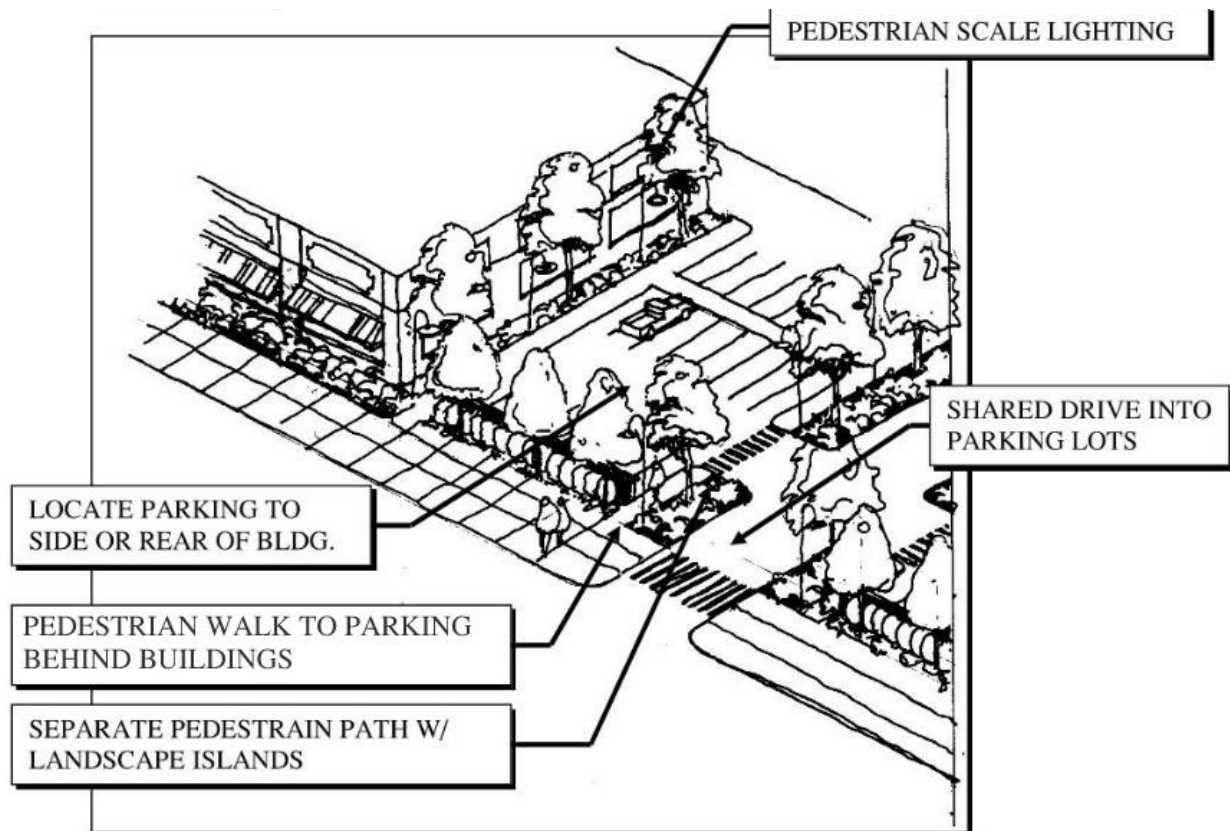 PEDESTRIAN SCALE LIGHTING
SHARED DRIVE INTO
PARKING LOTS
LOCATE PARKING TO
SIDE OR REAR OF BLDG.
PEDESTRIAN WALK TO PARKING
BEHIND BUILDINGS
SEPARATE PEDESTRAIN PATH W/
LANDSCAPE ISLANDS